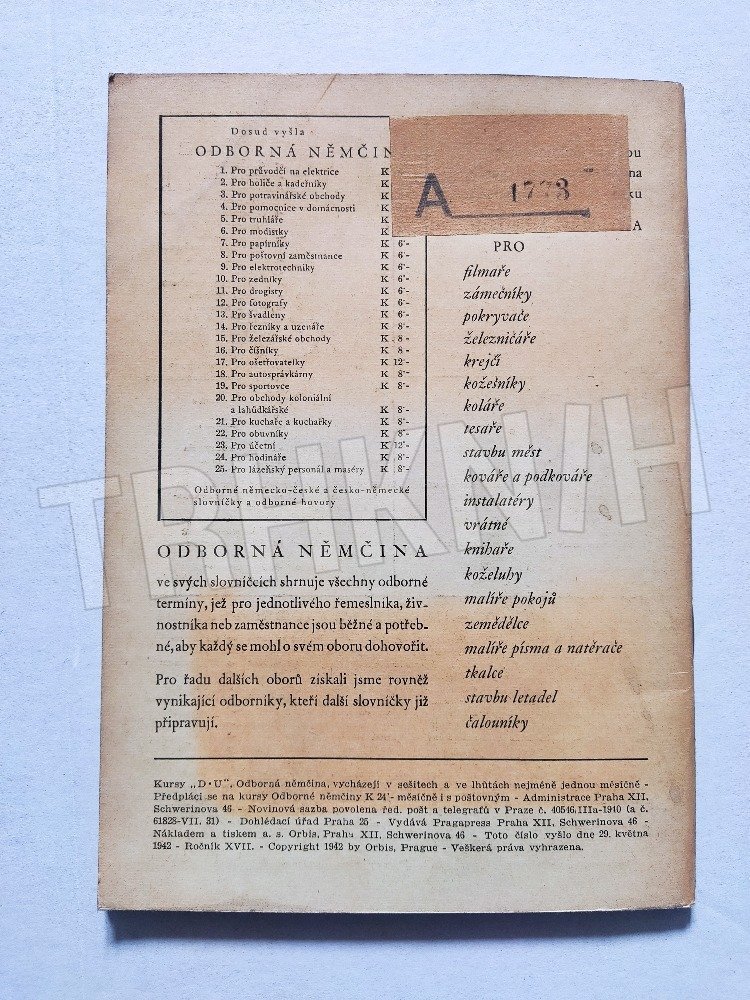 Dosud vyšla
ODBORNÁ NĚMČIN
1. Pro průvodčí na elektrice K
2. Pro holiče a kadeřníky K
3. Pro potravinářské obchody K
4. Pro pomocnice v domácnosti K
5. Pro truhláře K
6. Pro modistky K
7. Pro papírníky K 6'-
8. Pro poštovní zaměstnance K 6'-
9. Pro elektrotechniky K 6'-
10. Pro zedníky K 6'-
11. Pro drogisty K 6'-
12. Pro fotografy K 6'-
13. Pro švadleny K 6'-
14. Pro řezníky a uzenáře K 8'-
15. Pro železářské obchody K 8-
16. Pro číšníky K 8-
17. Pro ošetřovatelky K 12'-
18. Pro autosprávkárny K 8'-
19. Pro sportovce K 8'-
20. Pro obchody koloniální
a lahůdkářské K 8'-
21. Pro kuchaře a kuchařky K 8'-
22. Pro obuvníky K 8'-
23. Pro účetní K 12'-
24. Pro hodináře K 8'-
25. Pro lázeňský personál a maséry K 8'-
Odborné německo-české a česko-německé
slovníčky a odborné hovory
ODBORNÁ NĚMČINA
ve svých slovníčcích shrnuje všechny odborné
termíny, jež pro jednotlivého řemeslníka, živ-
nostníka neb zaměstnance jsou běžné a potřeb-
né, aby každý se mohl o svém oboru dohovořit.
Pro řadu dalších oborů získali jsme rovněž
vynikající odborníky, kteří další slovníčky již
připravují.
A 1778
ou
na
ku
A
PRO
filmaře
zámečníky
pokryvače
železničáře
krejčí
kožešníky
koláře
tesaře
stavbu měst
kováře a podkováře
instalatéry
vrátné
knihaře
koželuhy
malíře pokojů
zemědělce
malíře písma a natěrače
tkalce
stavbu letadel
čalouníky
Kursy „D•U", Odborná němčina, vycházejí v sešitech a ve lhůtách nejméně jednou měsíčně -
Předplácí se na kursy Odborné němčiny K 24'- měsíčně i s poštovným - Administrace Praha XII,
Schwerinova 46 - Novinová sazba povolena řed. pošt a telegrafů v Praze č. 40546.IIIa-1910 (a č.
61828-VII. 31) - Dohlédací úřad Praha 25 - Vydává Pragapress Praha XII, Schwerinova 46 -
Nákladem a tiskem a. s. Orbis, Praha XII, Schwerinova 46 - Toto číslo vyšlo dne 29. května
1942 - Ročník XVII. - Copyright 1942 by Orbis, Prague - Veškerá práva vyhrazena.
TRHKNIH